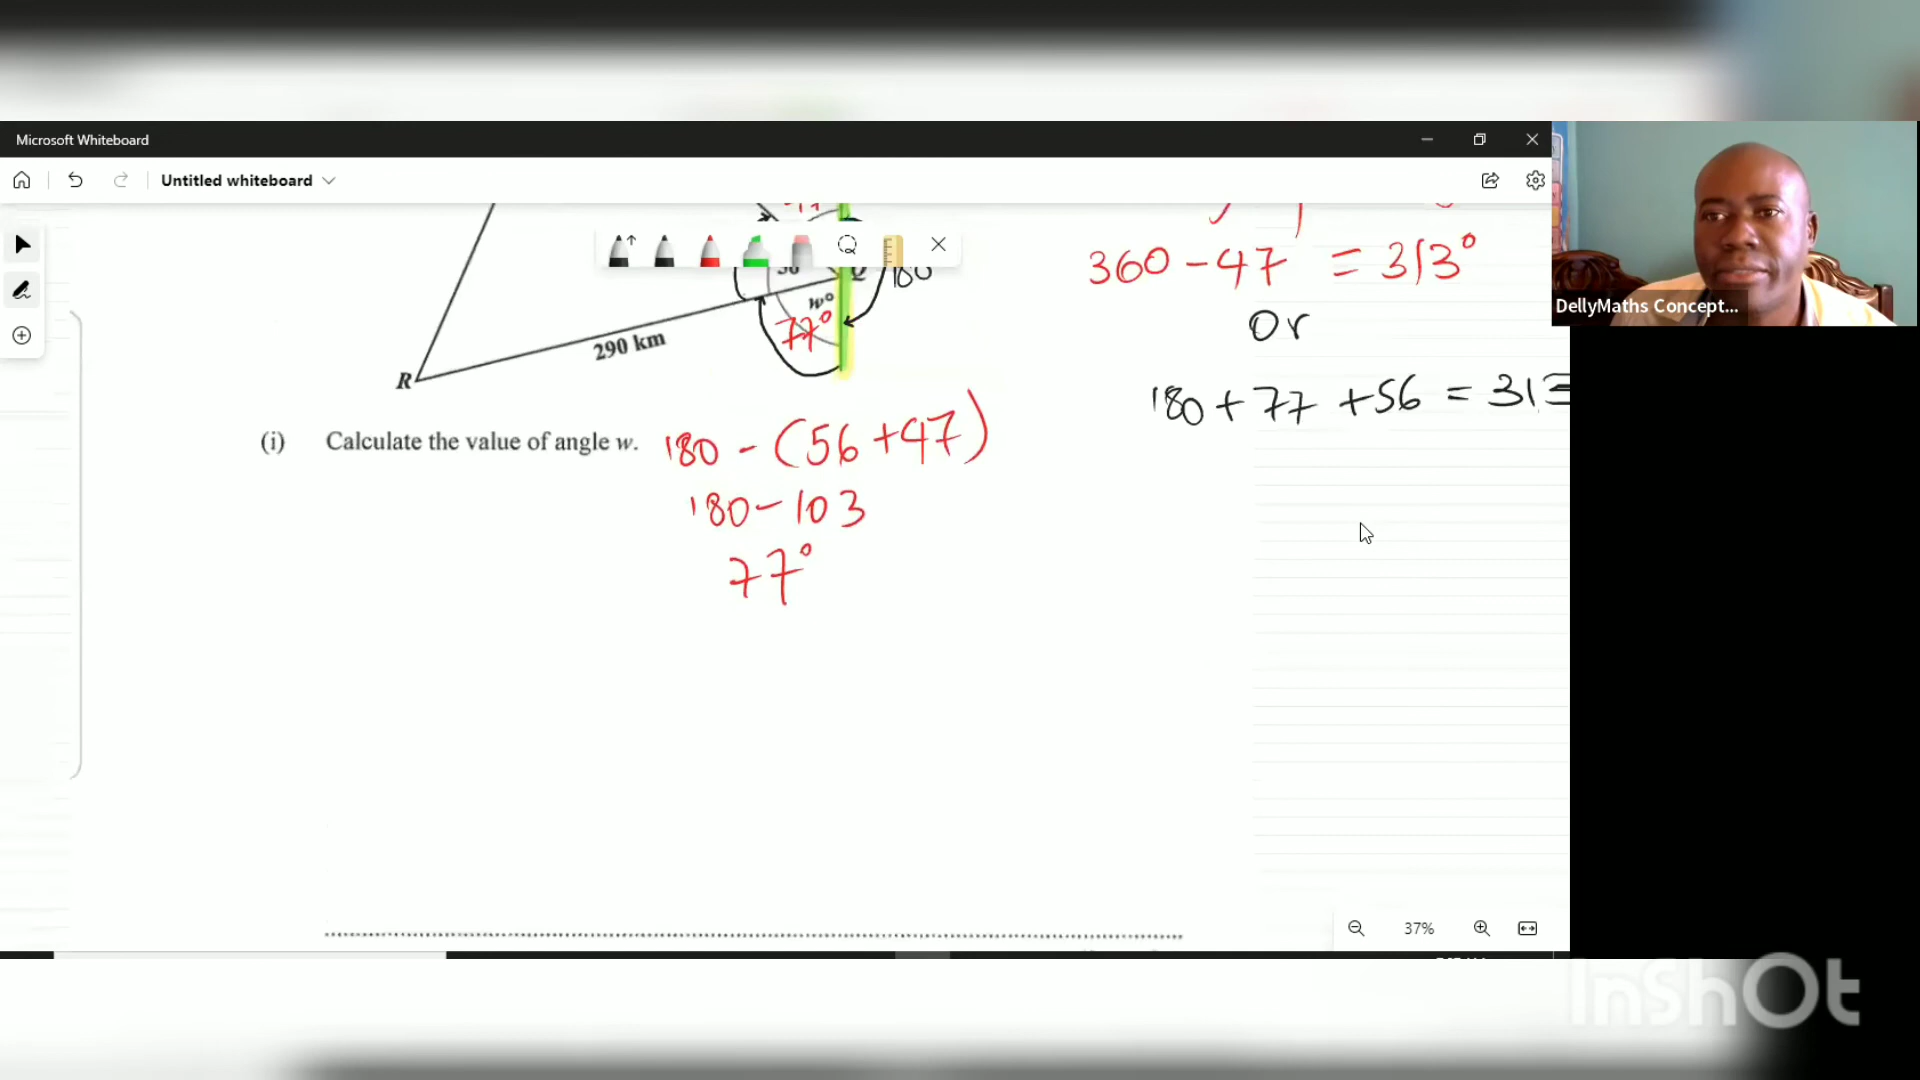 Microsoft Whiteboard
Untitled whiteboard
360 - 47 = 313°
Or
180 + 77 + 56 = 313
180
w°
77°
290 km
R
(i) Calculate the value of angle w. 180 - (56 + 47)
180 - 103
77°
DellyMaths Concept...
37%
InShOt